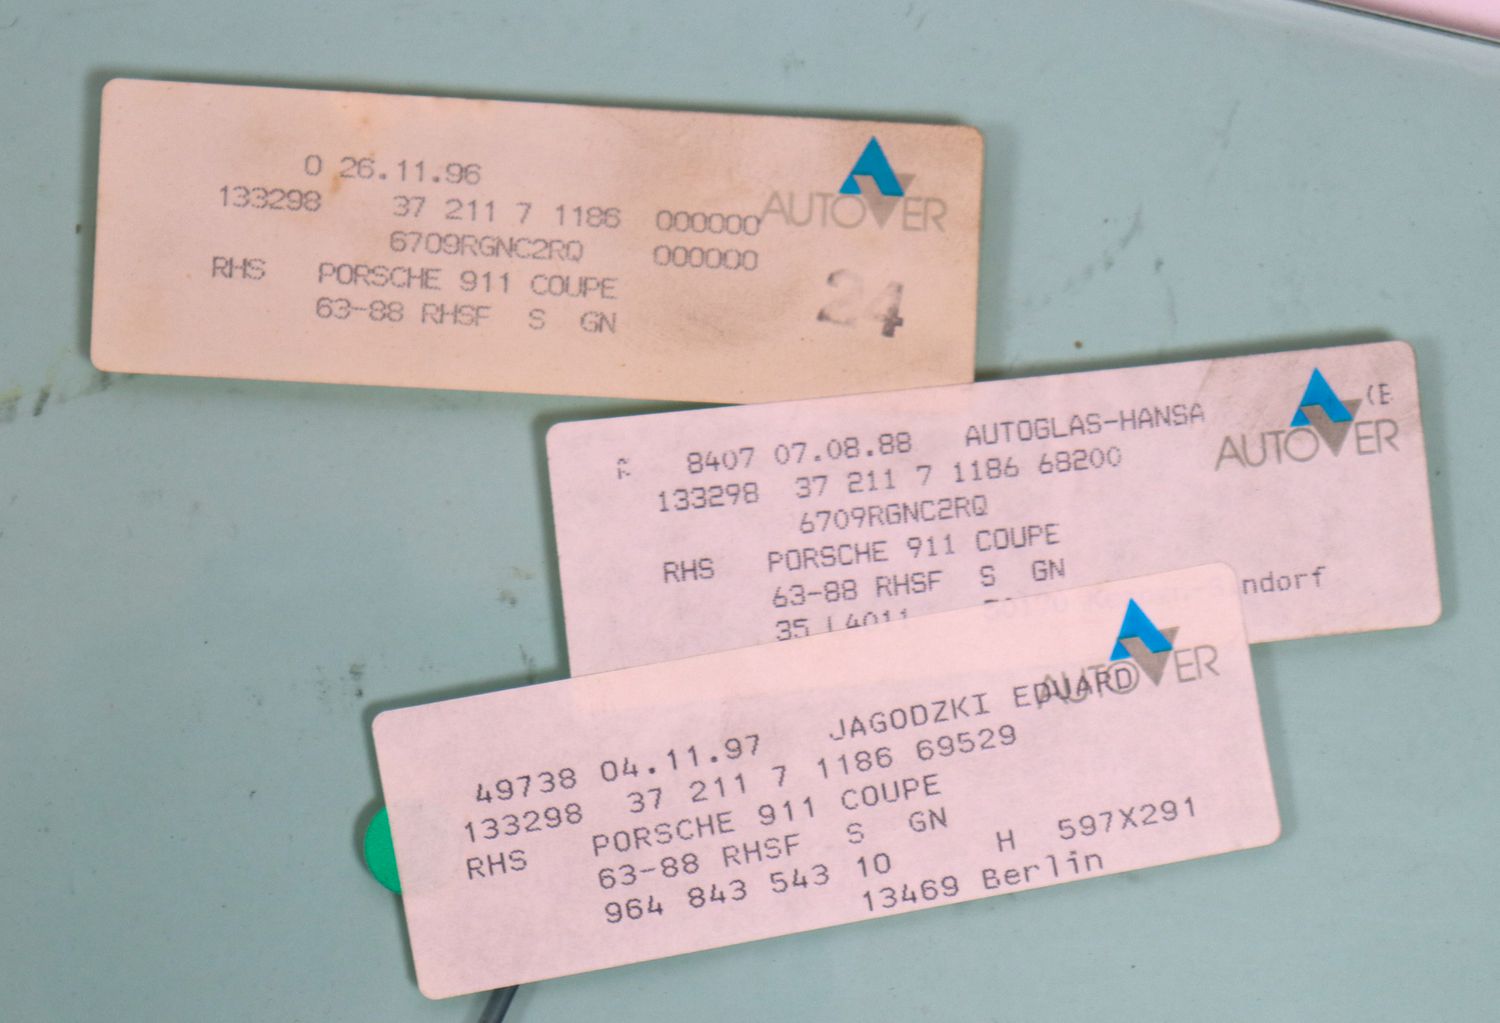 0 26.11.96
133298 37 211 7 1186 000000
6709RGNC2RQ 000000
RHS PORSCHE 911 COUPE
63-88 RHSF S GN
AUTOVER
24
8407 07.08.88 AUTOGLAS-HANSA
133298 37 211 7 1186 68200
6709RGNC2RQ
RHS PORSCHE 911 COUPE
63-88 RHSF S GN
35 L4011 ndorf
AUTOVER
(E
49738 04.11.97 JAGODZKI EDUARD
133298 37 211 7 1186 69529
RHS PORSCHE 911 COUPE
63-88 RHSF S GN
964 843 543 10 H 597X291
13469 Berlin
AUTOVER